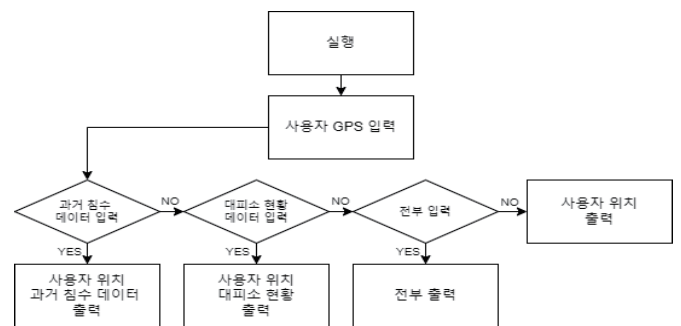 실행
사용자 GPS 입력
과거 침수
데이터 입력
NO
대피소 현황
데이터 입력
NO
전부 입력
NO
사용자 위치
출력
YES
YES
YES
사용자 위치
과거 침수 데이터
출력
사용자 위치
대피소 현황
출력
전부 출력